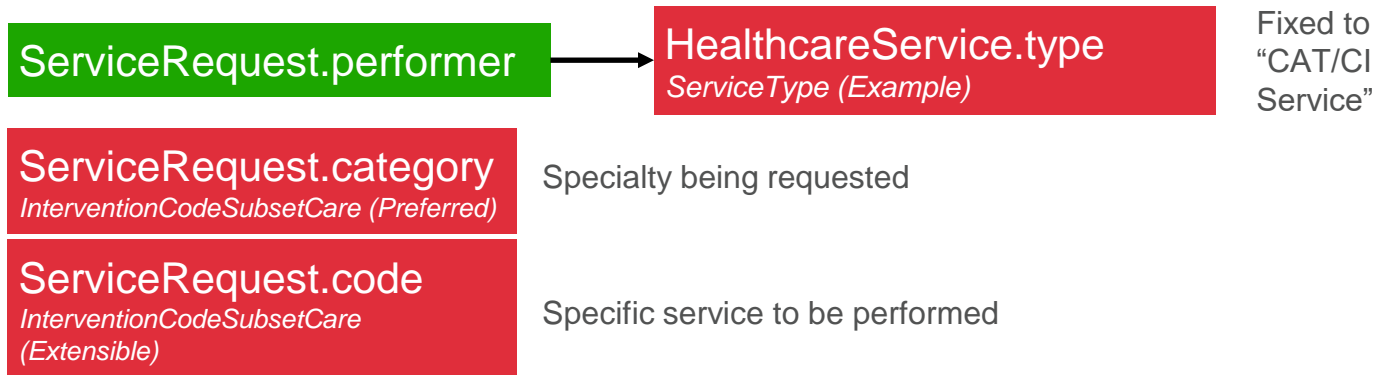 ServiceRequest.performer
HealthcareService.type
ServiceType (Example)
Fixed to
“CAT/CI
Service”
ServiceRequest.category
InterventionCodeSubsetCare (Preferred)
Specialty being requested
ServiceRequest.code
InterventionCodeSubsetCare
(Extensible)
Specific service to be performed